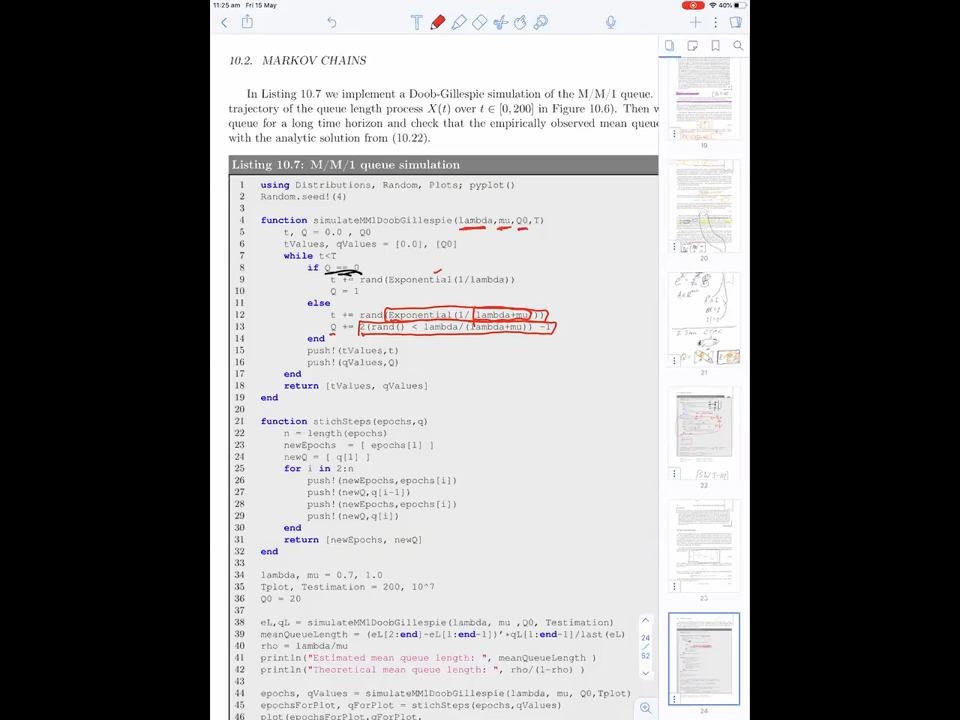 11:25 am Fri 15 May
40%
10.2. MARKOV CHAINS
In Listing 10.7 we implement a Doob-Gillespie simulation of the M/M/1 queue.
trajectory of the queue length process X(t) over t ∈ [0, 200] in Figure 10.6). Then w
queue for a long time horizon and check that the empirically observed mean queue
with the analytic solution from (10.22).
Listing 10.7: M/M/1 queue simulation
1 using Distributions, Random, Plots; pyplot()
2 Random.seed!(4)
3
4 function simulateMM1DoobGillespie(lambda,mu,Q0,T)
5 t, Q = 0.0 , Q0
6 tValues, qValues = [0.0], [Q0]
7 while t<T
8 if Q == 0
9 t += rand(Exponential(1/lambda))
10 Q = 1
11 else
12 t += rand(Exponential(1/(lambda+mu)))
13 Q += 2(rand() < lambda/(lambda+mu)) -1
14 end
15 push!(tValues,t)
16 push!(qValues,Q)
17 end
18 return [tValues, qValues]
19 end
20
21 function stichSteps(epochs,q)
22 n = length(epochs)
23 newEpochs = [ epochs[1] ]
24 newQ = [ q[1] ]
25 for i in 2:n
26 push!(newEpochs,epochs[i])
27 push!(newQ,q[i-1])
28 push!(newEpochs,epochs[i])
29 push!(newQ,q[i])
30 end
31 return [newEpochs, newQ]
32 end
33
34 lambda, mu = 0.7, 1.0
35 Tplot, Testimation = 200, 10^7
36 Q0 = 20
37
38 eL,qL = simulateMM1DoobGillespie(lambda, mu ,Q0, Testimation)
39 meanQueueLength = (eL[2:end]-eL[1:end-1])'*qL[1:end-1]/last(eL)
40 rho = lambda/mu
41 println("Estimated mean queue length: ", meanQueueLength )
42 println("Theoretical mean queue length: ", rho/(1-rho) )
43
44 epochs, qValues = simulateMM1DoobGillespie(lambda, mu, Q0,Tplot)
45 epochsForPlot, qForPlot = stichSteps(epochs,qValues)
46 plot(epochsForPlot,qForPlot,
24
52
19
20
21
22
23
24